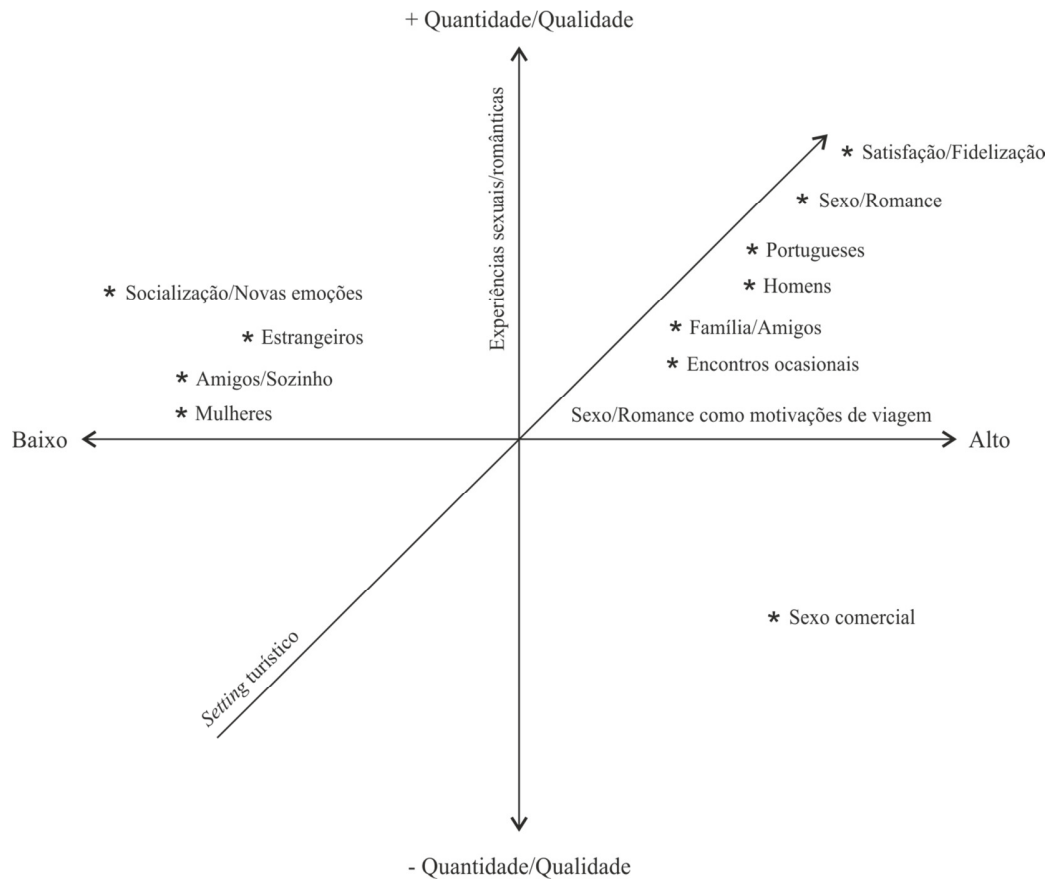 + Quantidade/Qualidade
Experiências sexuais/românticas
* Satisfação/Fidelização
* Sexo/Romance
* Portugueses
* Homens
* Socialização/Novas emoções
* Estrangeiros
* Família/Amigos
* Encontros ocasionais
* Amigos/Sozinho
* Mulheres
Sexo/Romance como motivações de viagem
Baixo
Alto
* Sexo comercial
Setting turístico
- Quantidade/Qualidade